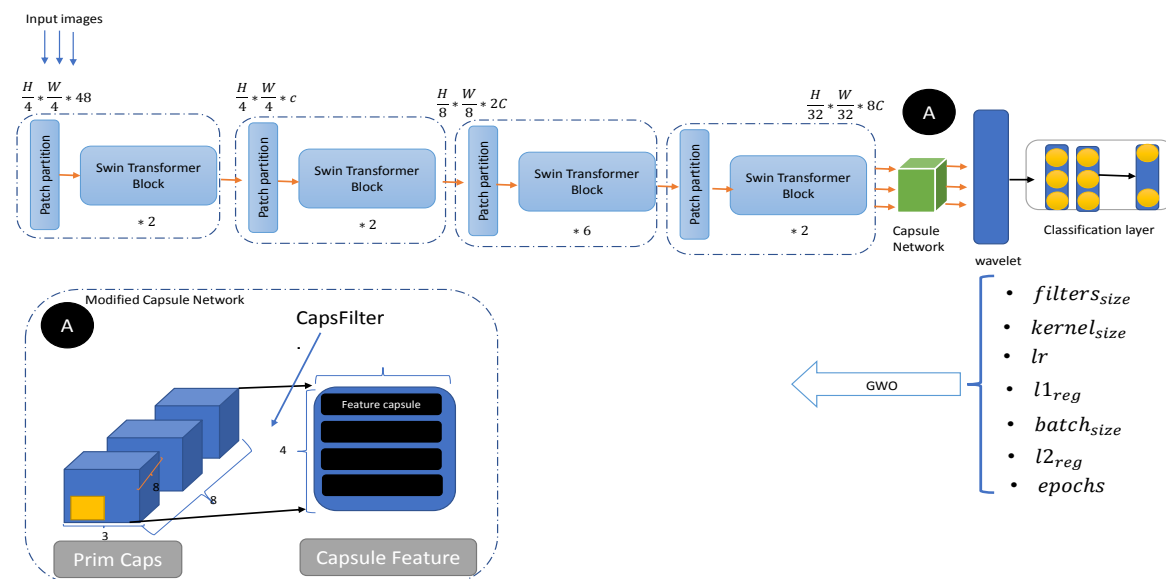 Input images
H/4 * W/4 * 48
H/4 * W/4 * c
H/8 * W/8 * 2C
H/32 * W/32 * 8C
A
Patch partition
Swin Transformer
Block
* 2
Patch partition
Swin Transformer
Block
* 2
Patch partition
Swin Transformer
Block
* 6
Patch partition
Swin Transformer
Block
* 2
Capsule
Network
wavelet
Classification layer
A
Modified Capsule Network
CapsFilter
Feature capsule
4
8
8
3
Prim Caps
Capsule Feature
GWO
• filters_size
• kernel_size
• lr
• l1_reg
• batch_size
• l2_reg
• epochs